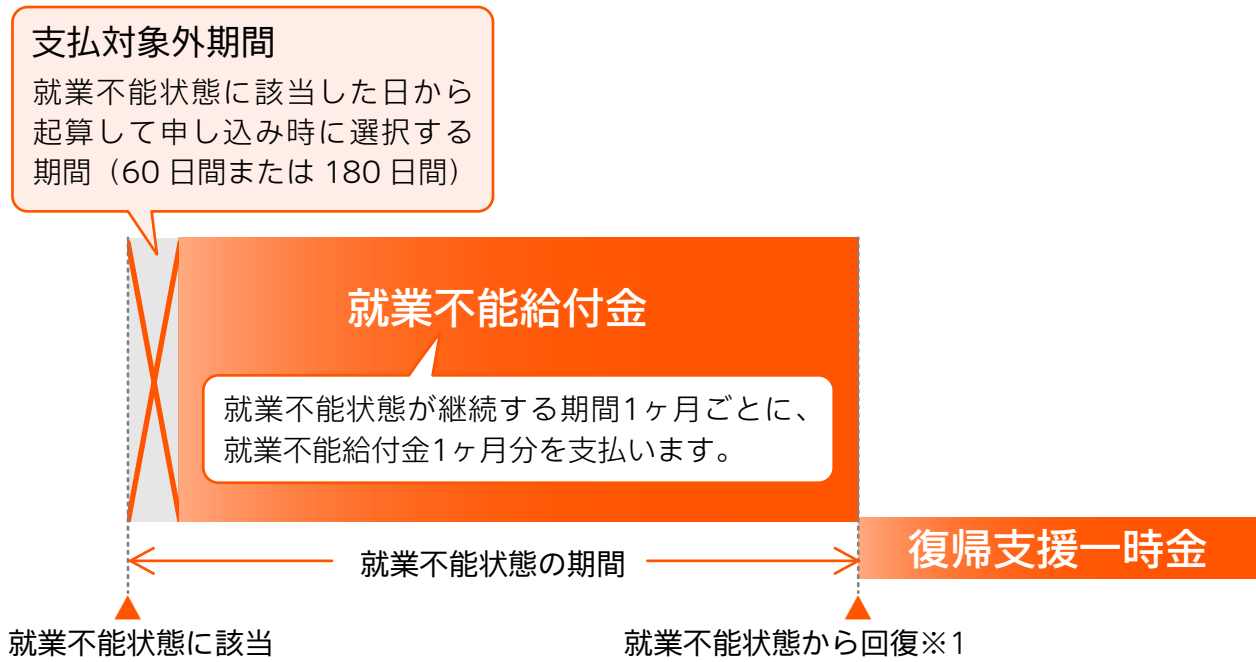 支払対象外期間
就業不能状態に該当した日から
起算して申し込み時に選択する
期間（60 日間または 180 日間）
就業不能給付金
就業不能状態が継続する期間1ヶ月ごとに、
就業不能給付金1ヶ月分を支払います。
就業不能状態の期間
復帰支援一時金
就業不能状態に該当
就業不能状態から回復※1